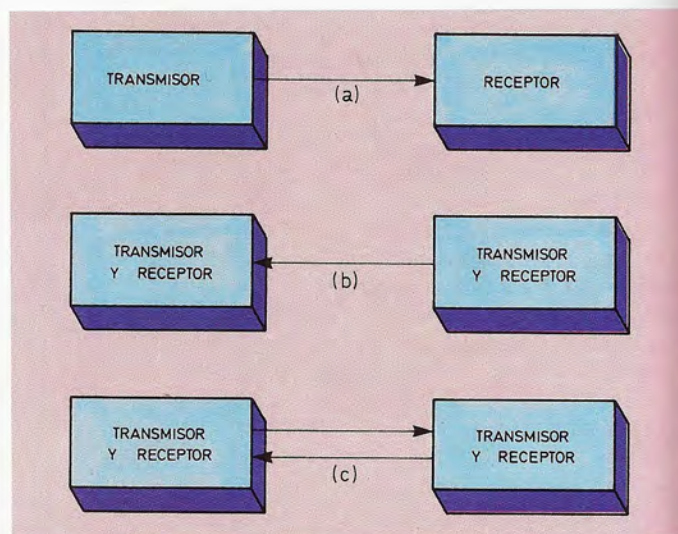 TRANSMISOR
RECEPTOR
(a)
TRANSMISOR
Y RECEPTOR
TRANSMISOR
Y RECEPTOR
(b)
TRANSMISOR
Y RECEPTOR
TRANSMISOR
Y RECEPTOR
(c)